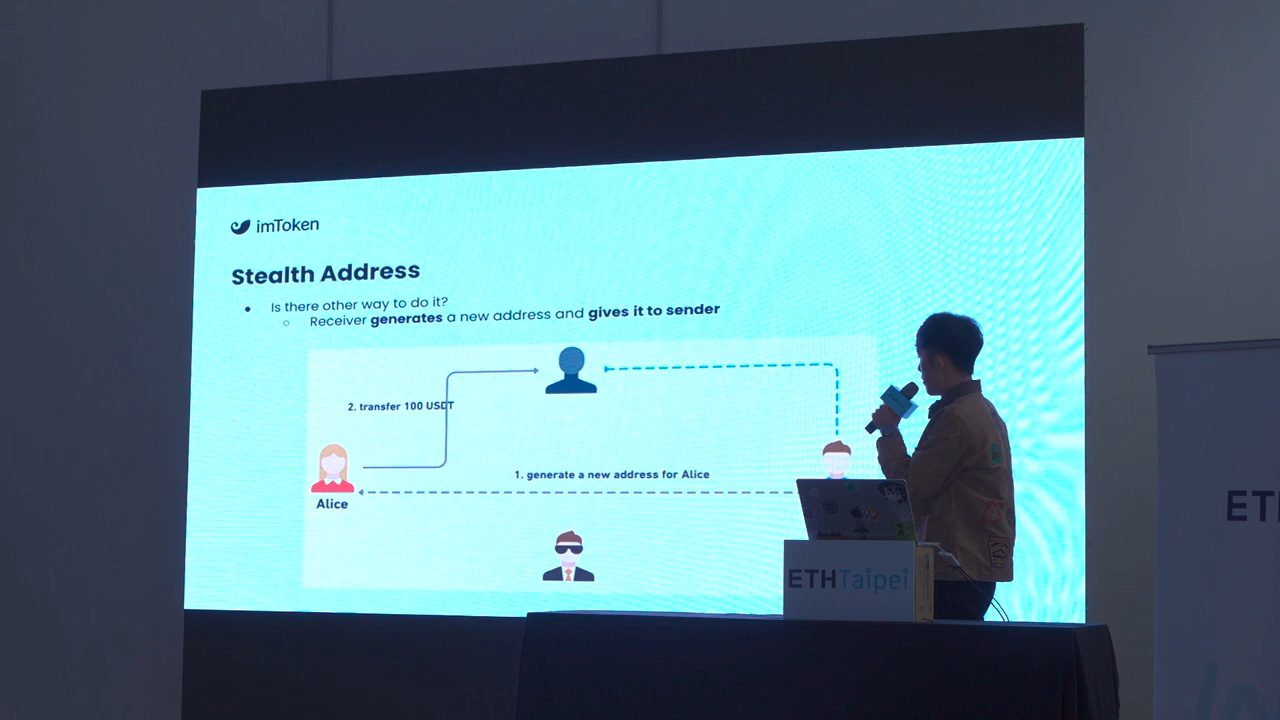 imToken
Stealth Address
Is there other way to do it?
Receiver generates a new address and gives it to sender
2. transfer 100 USDT
1. generate a new address for Alice
Alice
ETHTaipei